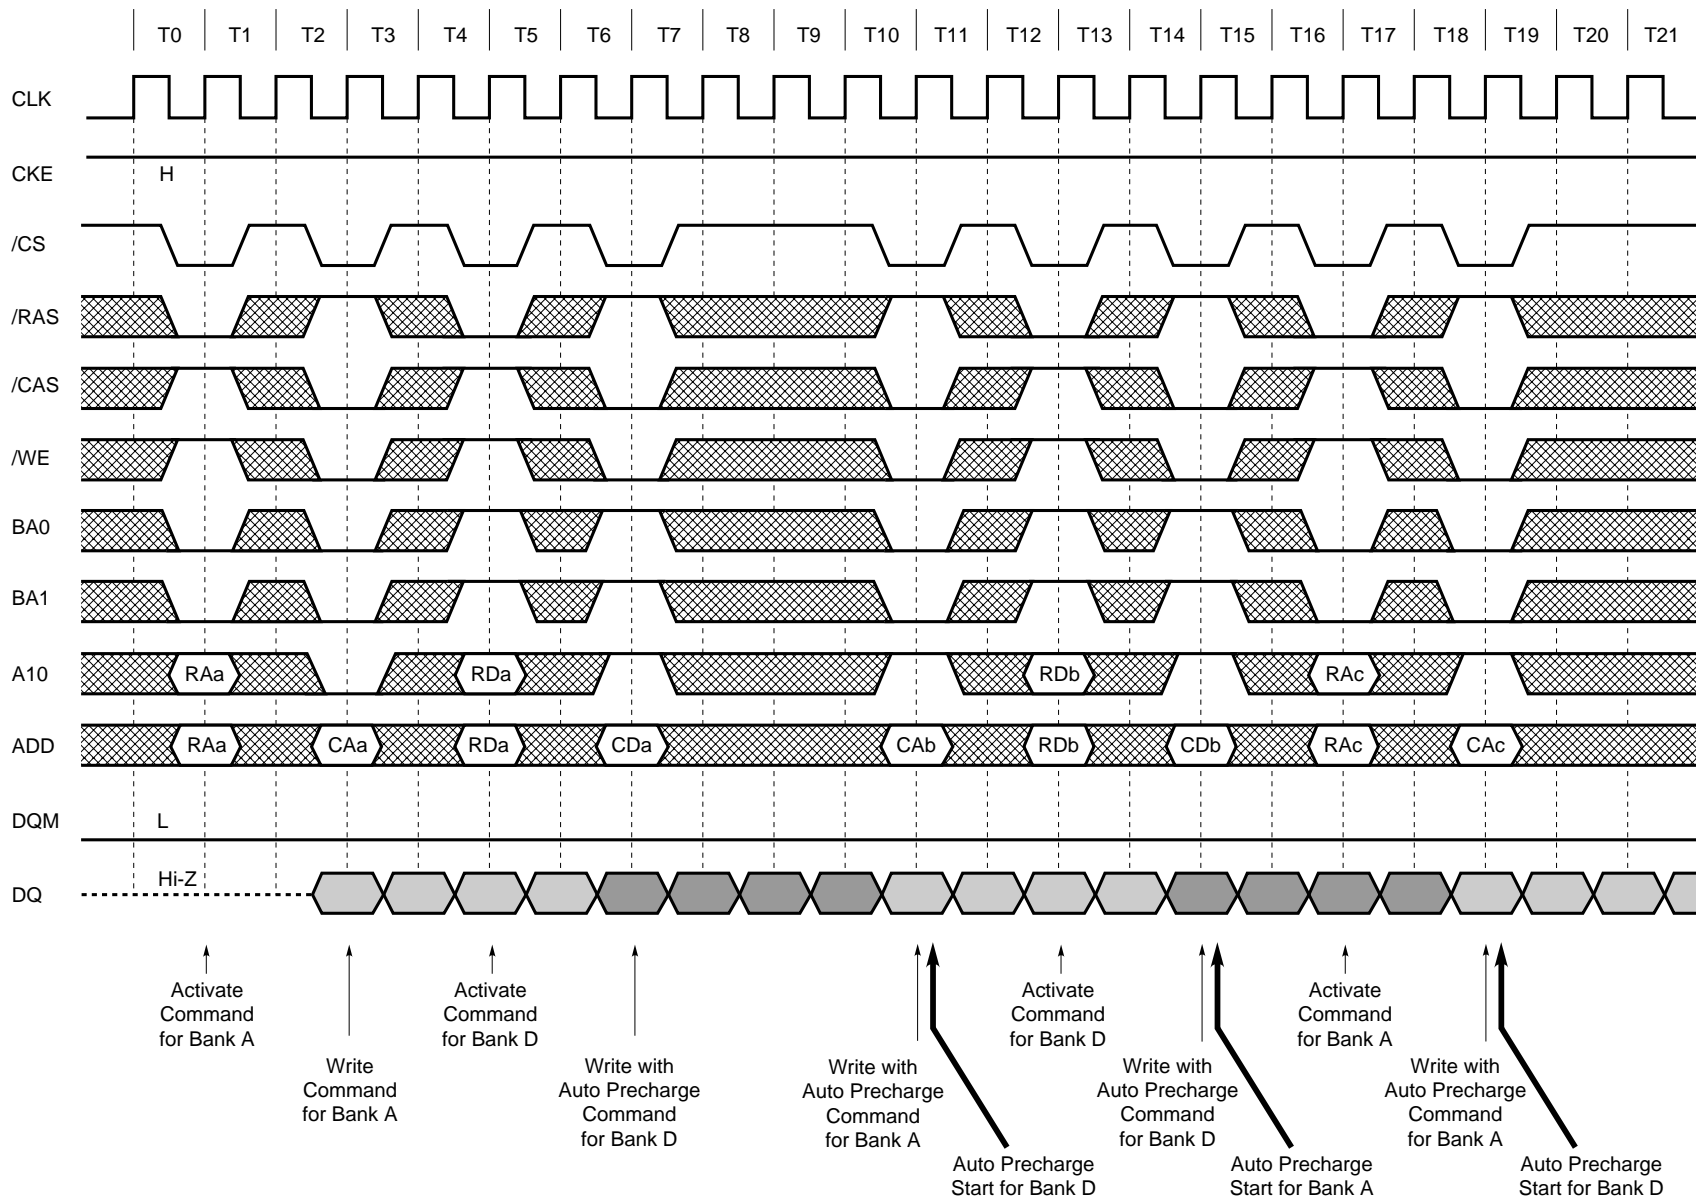 T0 T1 T2 T3 T4 T5 T6 T7 T8 T9 T10 T11 T12 T13 T14 T15 T16 T17 T18 T19 T20 T21
CLK
CKE H
/CS
/RAS
/CAS
/WE
BA0
BA1
A10 RAa RDa RDb RAc
ADD RAa CAa RDa CDa CAb RDb CDb RAc CAc
DQM L
DQ Hi-Z
Activate
Command
for Bank A
Write
Command
for Bank A
Activate
Command
for Bank D
Write with
Auto Precharge
Command
for Bank D
Write with
Auto Precharge
Command
for Bank A
Auto Precharge
Start for Bank D
Activate
Command
for Bank D
Write with
Auto Precharge
Command
for Bank D
Auto Precharge
Start for Bank A
Activate
Command
for Bank A
Write with
Auto Precharge
Command
for Bank A
Auto Precharge
Start for Bank D